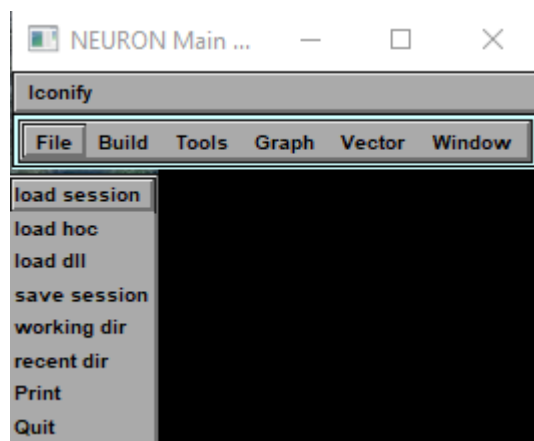 NEURON Main ...
Iconify
File Build Tools Graph Vector Window
load session
load hoc
load dll
save session
working dir
recent dir
Print
Quit